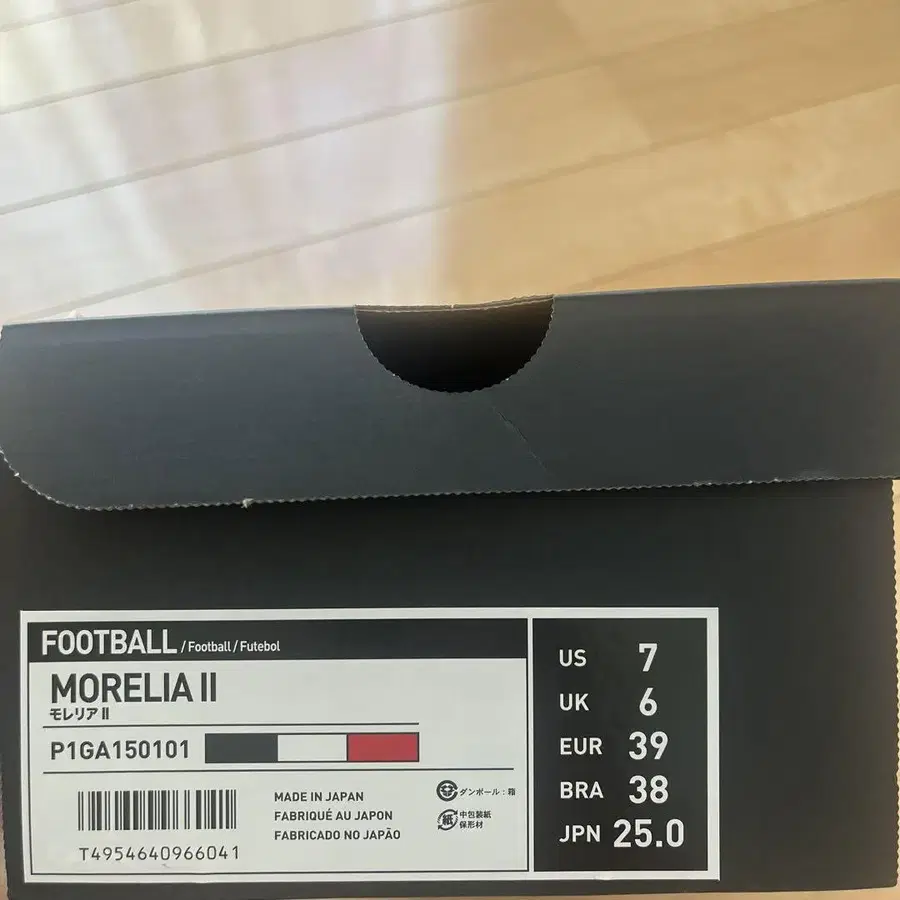 FOOTBALL / Football / Futebol
MORELIA II
モレリア II
P1GA150101
MADE IN JAPAN
FABRIQUÉ AU JAPON
FABRICADO NO JAPÃO
T4954640966041
ダンボール : 箱
紙
中包装紙
保形材
US 7
UK 6
EUR 39
BRA 38
JPN 25.0